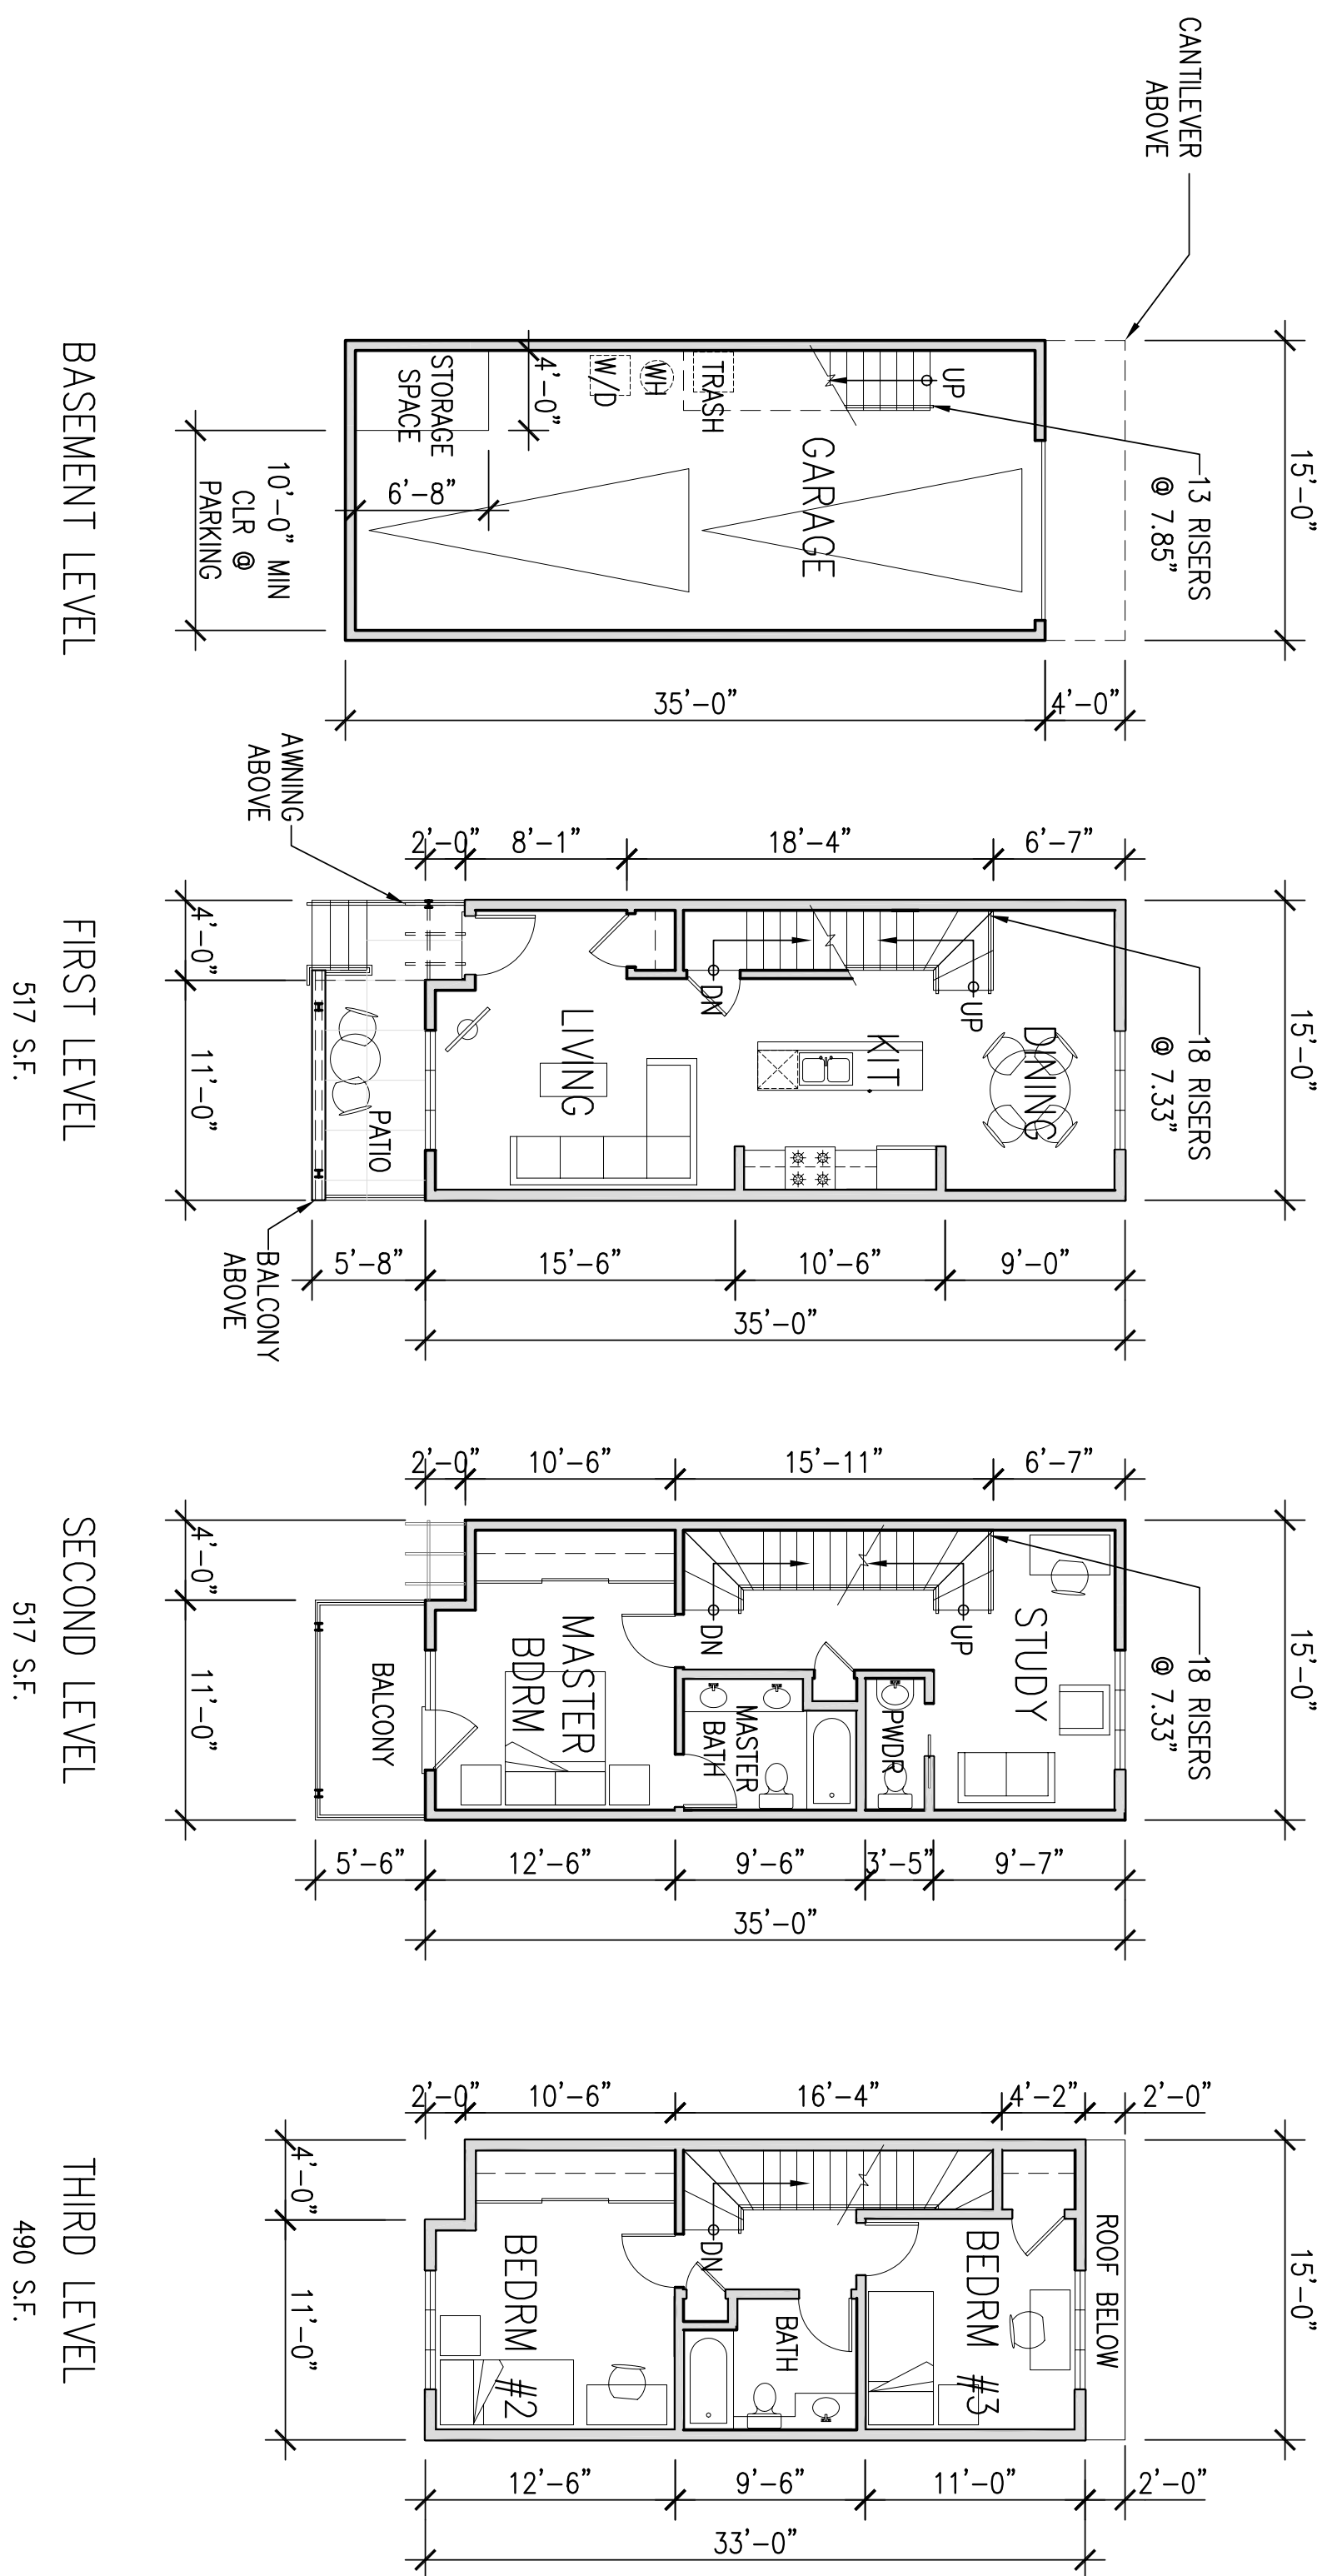 CANTILEVER
ABOVE
15'-0"
13 RISERS
@ 7.85"
UP
TRASH
WH
W/D
4'-0"
STORAGE
SPACE
GARAGE
6'-8"
10'-0" MIN
CLR @
PARKING
35'-0"
4'-0"
BASEMENT LEVEL
AWNING
ABOVE
2'-0"
8'-1"
18'-4"
6'-7"
15'-0"
18 RISERS
@ 7.33"
UP
DN
DINING
KIT.
LIVING
PATIO
4'-0"
11'-0"
BALCONY
ABOVE
5'-8"
15'-6"
10'-6"
9'-0"
35'-0"
FIRST LEVEL
517 S.F.
2'-0"
10'-6"
15'-11"
6'-7"
15'-0"
18 RISERS
@ 7.33"
UP
DN
STUDY
MASTER
BDRM
PWDR
MASTER
BATH
BALCONY
4'-0"
11'-0"
5'-6"
12'-6"
9'-6"
3'-5"
9'-7"
35'-0"
SECOND LEVEL
517 S.F.
2'-0"
10'-6"
16'-4"
4'-2"
2'-0"
15'-0"
ROOF BELOW
DN
BEDRM #3
BATH
BEDRM #2
4'-0"
11'-0"
12'-6"
9'-6"
11'-0"
2'-0"
33'-0"
THIRD LEVEL
490 S.F.